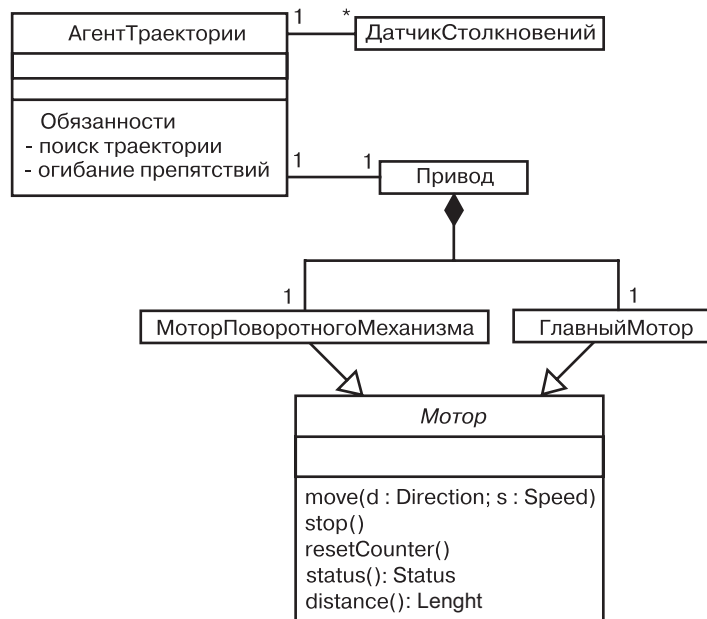 АгентТраектории
1
*
ДатчикСтолкновений
Обязанности
- поиск траектории
- огибание препятствий
1
1
Привод
1
1
МоторПоворотногоМеханизма
ГлавныйМотор
Мотор
move(d : Direction; s : Speed)
stop()
resetCounter()
status(): Status
distance(): Lenght